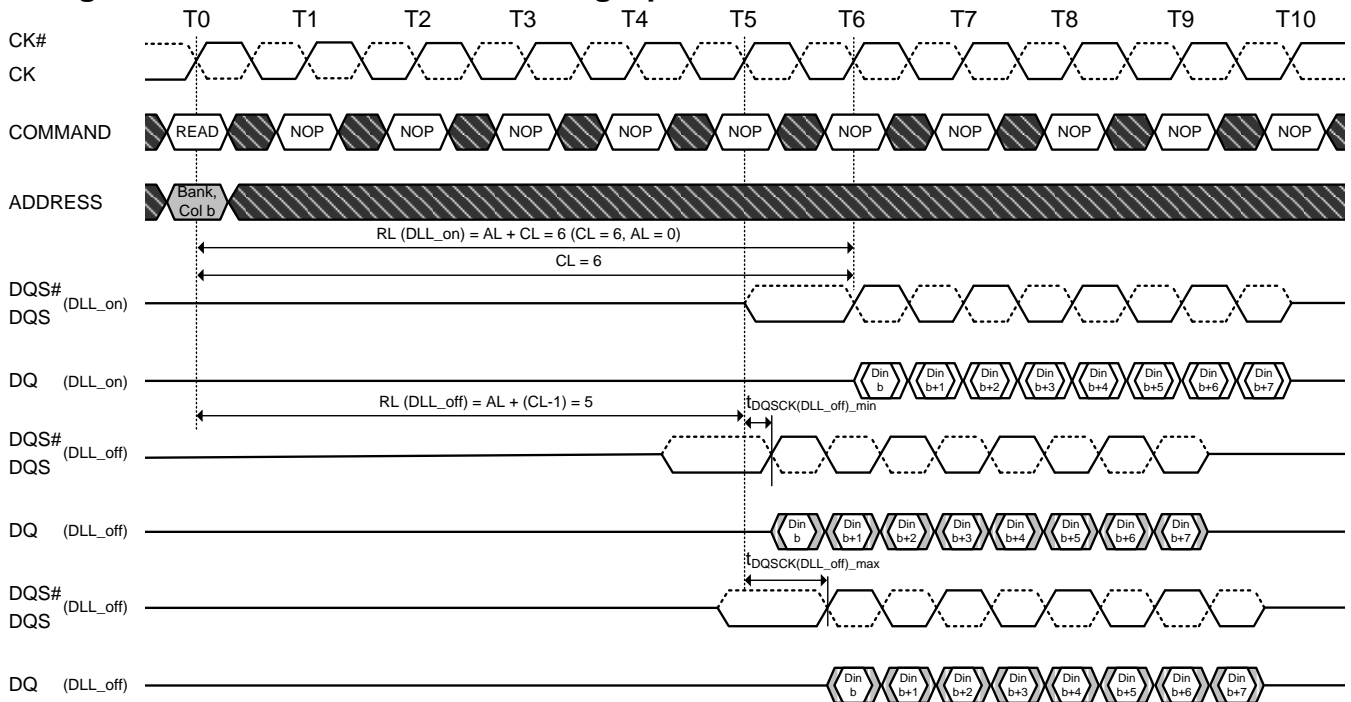 T0 T1 T2 T3 T4 T5 T6 T7 T8 T9 T10
CK#
CK
COMMAND READ NOP NOP NOP NOP NOP NOP NOP NOP NOP NOP
ADDRESS Bank, Col b
RL (DLL_on) = AL + CL = 6 (CL = 6, AL = 0)
CL = 6
DQS# (DLL_on)
DQS
DQ (DLL_on) Din b Din b+1 Din b+2 Din b+3 Din b+4 Din b+5 Din b+6 Din b+7
RL (DLL_off) = AL + (CL-1) = 5 tDQSCK(DLL_off)_min
DQS# (DLL_off)
DQS
DQ (DLL_off) Din b Din b+1 Din b+2 Din b+3 Din b+4 Din b+5 Din b+6 Din b+7
tDQSCK(DLL_off)_max
DQS# (DLL_off)
DQS
DQ (DLL_off) Din b Din b+1 Din b+2 Din b+3 Din b+4 Din b+5 Din b+6 Din b+7